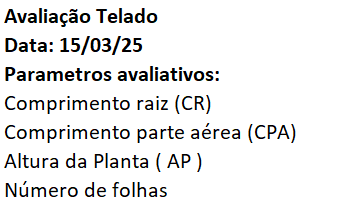 Avaliação Telado
Data: 15/03/25
Parametros avaliativos:
Comprimento raiz (CR)
Comprimento parte aérea (CPA)
Altura da Planta ( AP )
Número de folhas